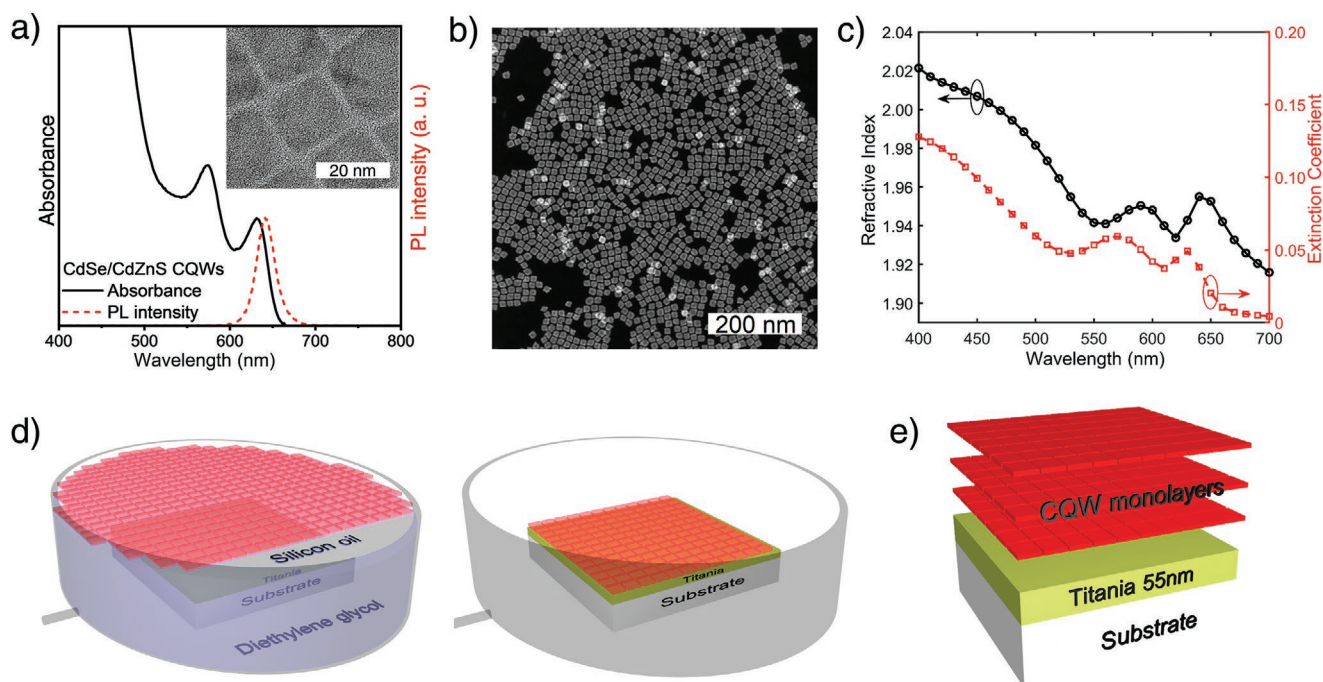 a)
Absorbance
20 nm
CdSe/CdZnS CQWs
Absorbance
PL intensity
400 500 600 700 800
Wavelength (nm)
PL intensity (a. u.)
b)
200 nm
c)
Refractive Index
2.04
2.02
2.00
1.98
1.96
1.94
1.92
1.90
400 450 500 550 600 650 700
Wavelength (nm)
0.20
0.15
0.10
0.05
0
Extinction Coefficient
d)
Silicon oil
Titania
Substrate
Diethylene glycol
Titania
Substrate
e)
CQW monolayers
Titania 55nm
Substrate